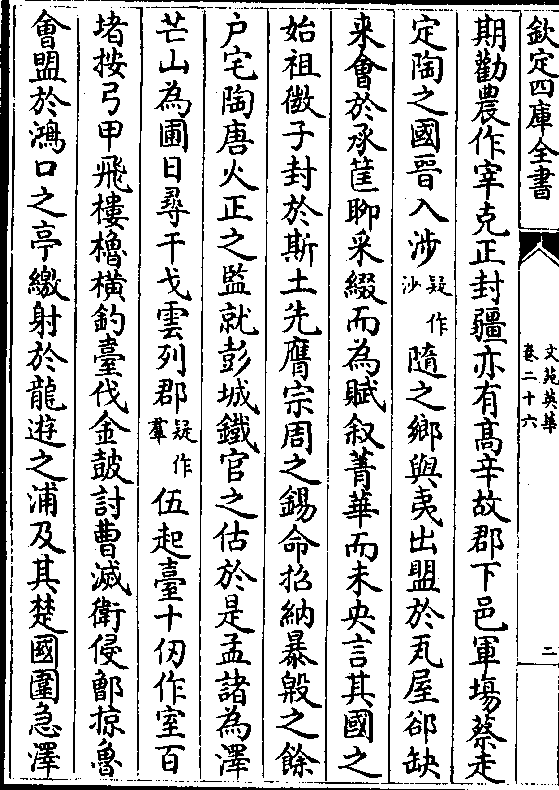 欽定四庫全書
文苑英華
卷二十六
二
期勸農作宰克正封疆亦有高辛故郡下邑軍塲蔡走
定陶之國晉入涉疑作沙隨之鄉與夷出盟於瓦屋郤缺
来會於承筐聊采綴而為賦叙菁華而未央言其國之
始祖微子封於斯土先膺宗周之錫命招納暴殷之餘
户宅陶唐火正之監就彭城鐵官之估於是孟諸為澤
芒山為圃日尋干戈雲列郡疑作羣伍起臺十仞作室百
堵按弓甲飛樓櫓橫釣臺伐金鼓討曹滅衛侵鄫掠魯
會盟於鴻口之亭繳射於龍逰之浦及其楚國圍急澤